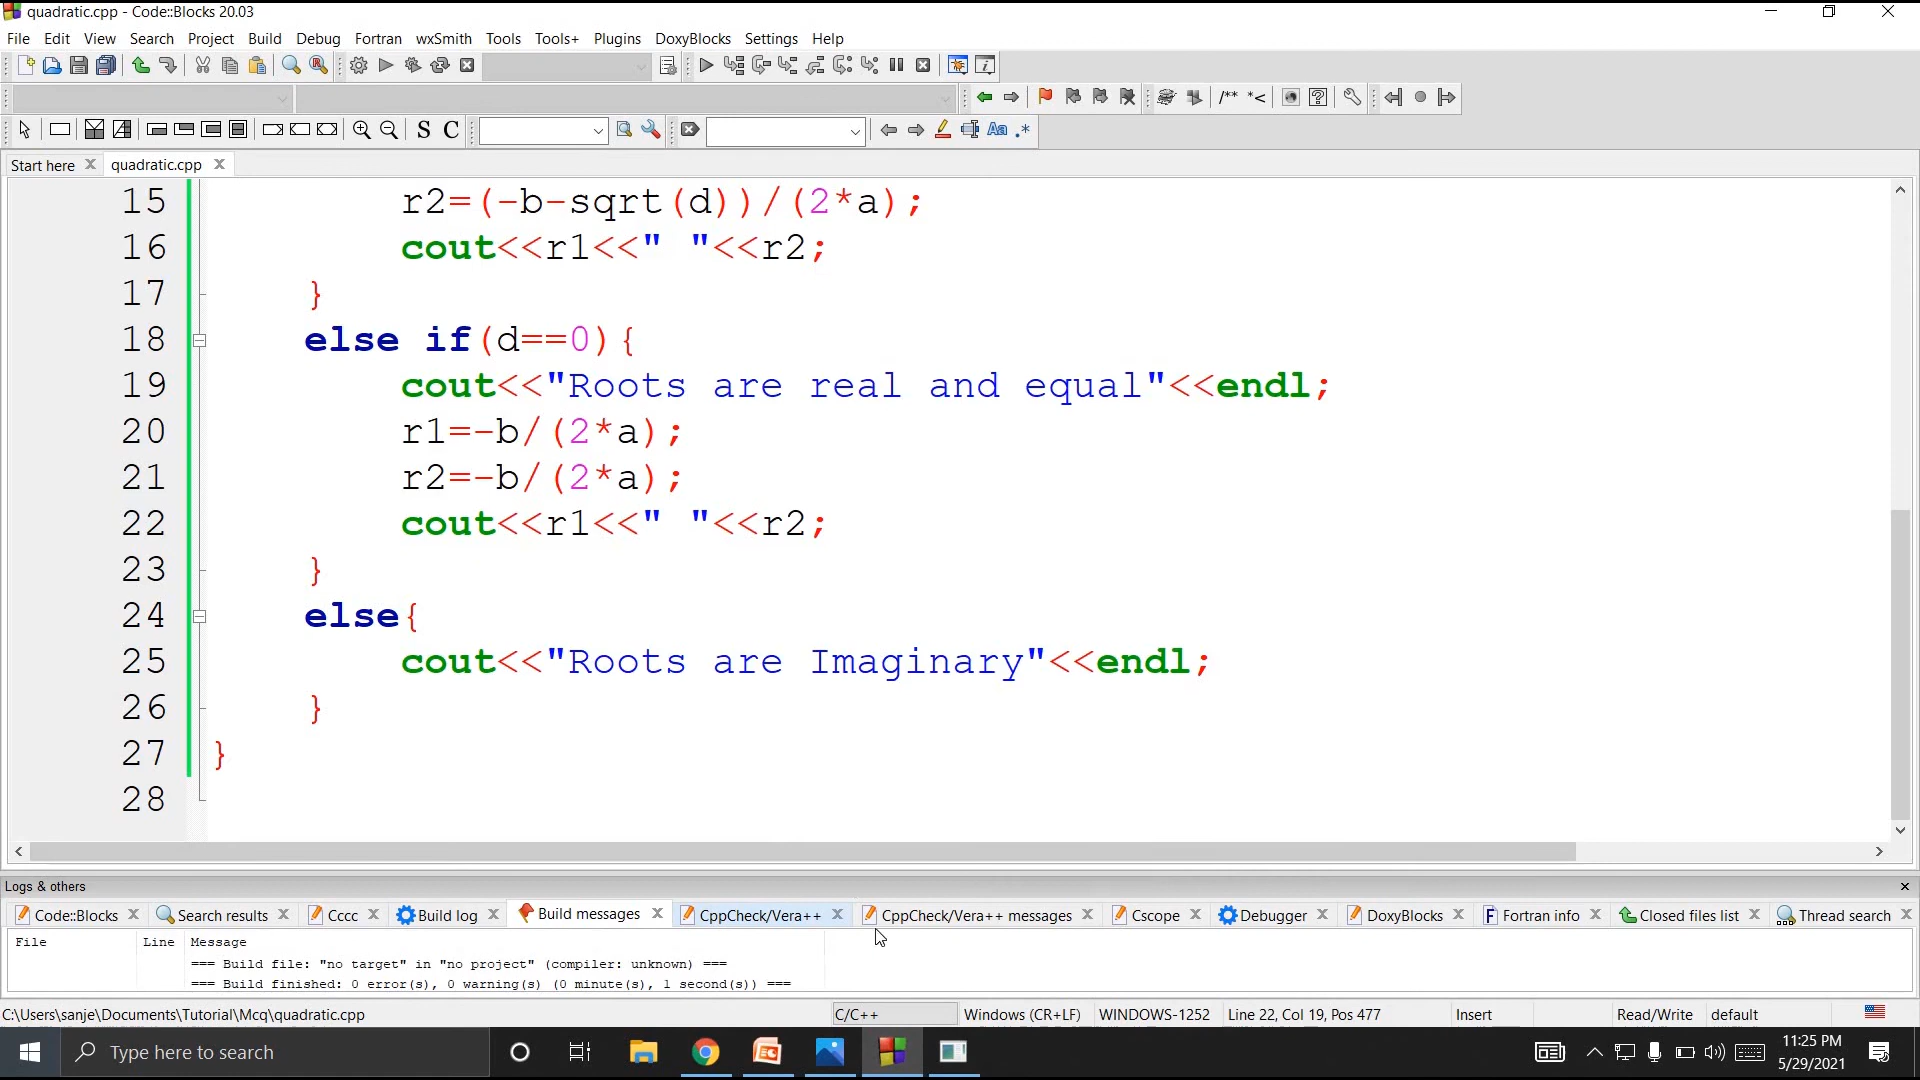 quadratic.cpp - Code::Blocks 20.03
File Edit View Search Project Build Debug Fortran wxSmith Tools Tools+ Plugins DoxyBlocks Settings Help
/** *<
S C Aa .*
Start here quadratic.cpp
15 r2=(-b-sqrt(d))/(2*a);
16 cout<<r1<<" "<<r2;
17 }
18 else if(d==0){
19 cout<<"Roots are real and equal"<<endl;
20 r1=-b/(2*a);
21 r2=-b/(2*a);
22 cout<<r1<<" "<<r2;
23 }
24 else{
25 cout<<"Roots are Imaginary"<<endl;
26 }
27 }
28
Logs & others
Code::Blocks Search results Cccc Build log Build messages CppCheck/Vera++ CppCheck/Vera++ messages Cscope Debugger DoxyBlocks Fortran info Closed files list Thread search
File Line Message
=== Build file: "no target" in "no project" (compiler: unknown) ===
=== Build finished: 0 error(s), 0 warning(s) (0 minute(s), 1 second(s)) ===
C:\Users\sanje\Documents\Tutorial\Mcq\quadratic.cpp C/C++ Windows (CR+LF) WINDOWS-1252 Line 22, Col 19, Pos 477 Insert Read/Write default
Type here to search
11:25 PM
5/29/2021